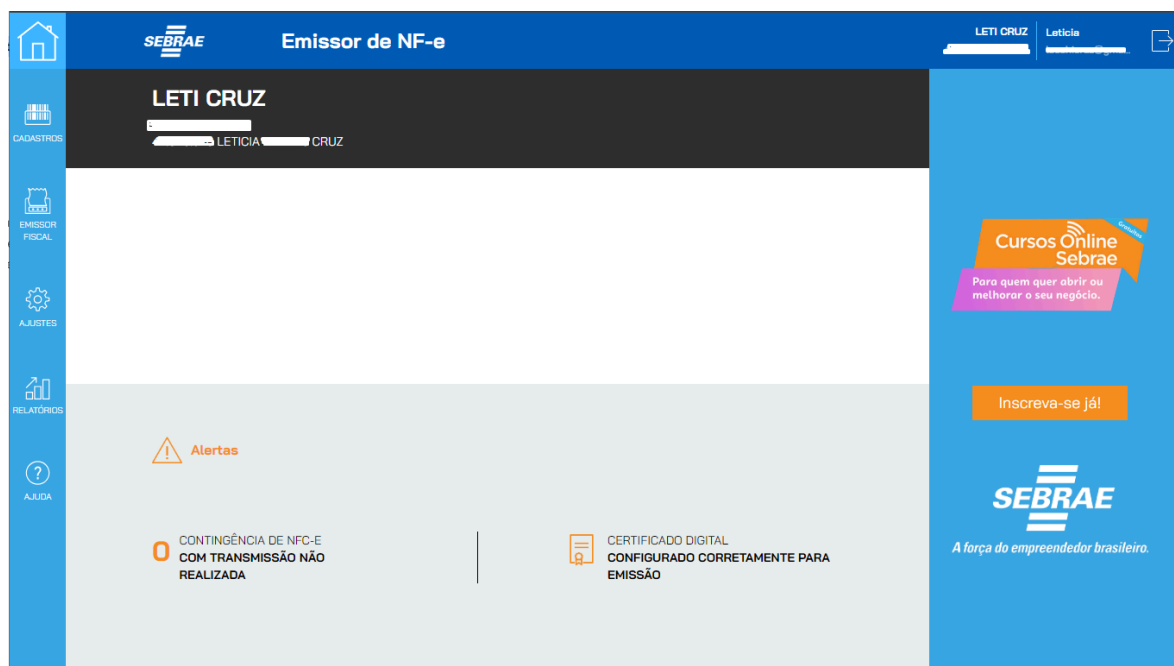 SEBRAE
Emissor de NF-e
LETI CRUZ
Leticia
LETI CRUZ
LETICIA CRUZ
CADASTROS
EMISSOR
FISCAL
AJUSTES
RELATÓRIOS
AJUDA
Alertas
0
CONTINGÊNCIA DE NFC-E
COM TRANSMISSÃO NÃO
REALIZADA
CERTIFICADO DIGITAL
CONFIGURADO CORRETAMENTE PARA
EMISSÃO
Gratuitos
Cursos Online
Sebrae
Para quem quer abrir ou
melhorar o seu negócio.
Inscreva-se já!
SEBRAE
A força do empreendedor brasileiro.